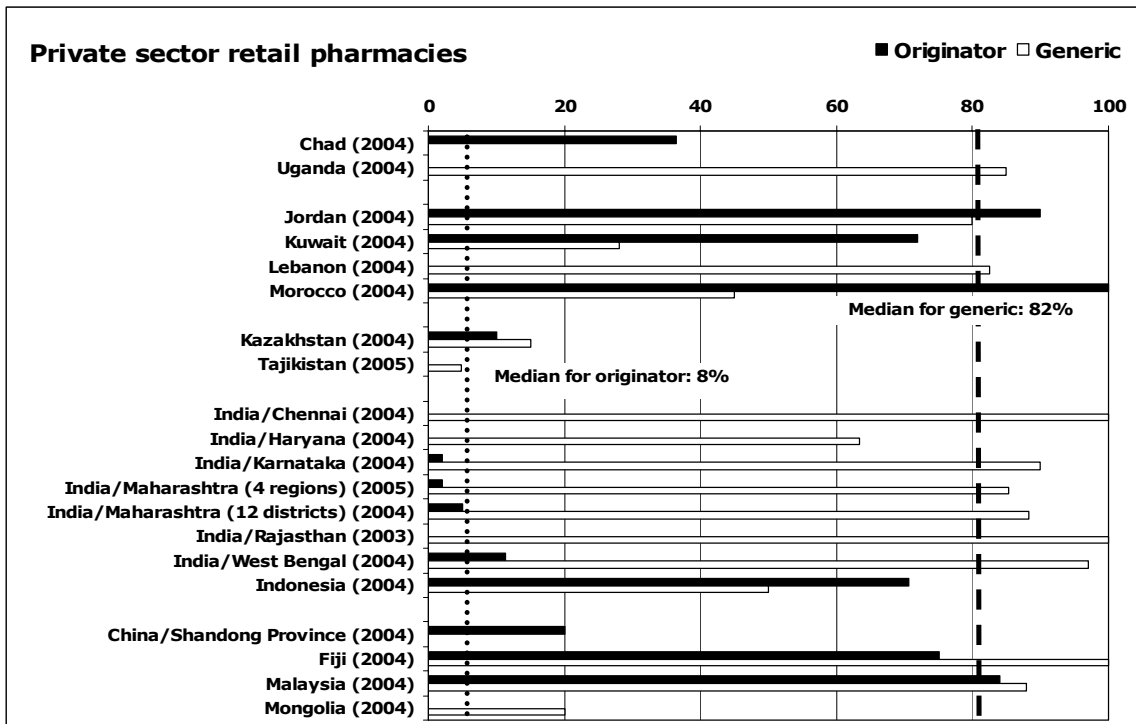 Private sector retail pharmacies
Originator Generic
0 20 40 60 80 100
Chad (2004)
Uganda (2004)
Jordan (2004)
Kuwait (2004)
Lebanon (2004)
Morocco (2004)
Median for generic: 82%
Kazakhstan (2004)
Tajikistan (2005)
Median for originator: 8%
India/Chennai (2004)
India/Haryana (2004)
India/Karnataka (2004)
India/Maharashtra (4 regions) (2005)
India/Maharashtra (12 districts) (2004)
India/Rajasthan (2003)
India/West Bengal (2004)
Indonesia (2004)
China/Shandong Province (2004)
Fiji (2004)
Malaysia (2004)
Mongolia (2004)